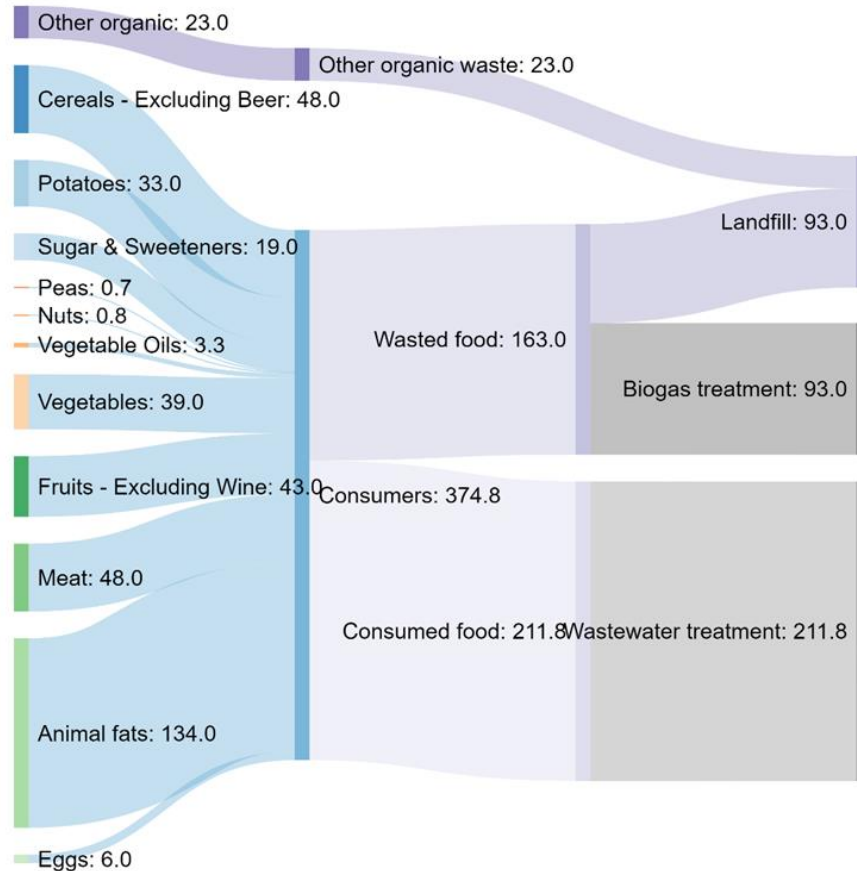 Other organic: 23.0
Other organic waste: 23.0
Cereals - Excluding Beer: 48.0
Potatoes: 33.0
Landfill: 93.0
Sugar & Sweeteners: 19.0
Peas: 0.7
Nuts: 0.8
Vegetable Oils: 3.3
Wasted food: 163.0
Biogas treatment: 93.0
Vegetables: 39.0
Fruits - Excluding Wine: 43.0
Consumers: 374.8
Meat: 48.0
Consumed food: 211.8
Wastewater treatment: 211.8
Animal fats: 134.0
Eggs: 6.0